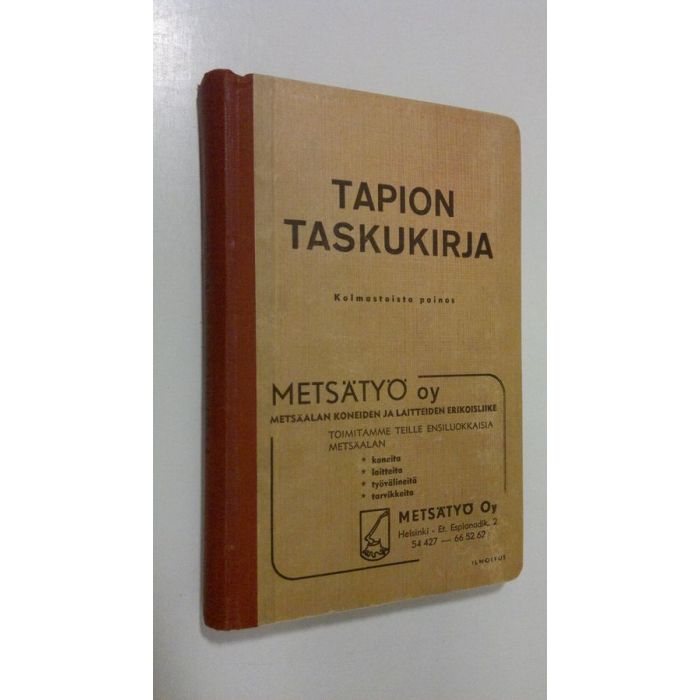 TAPION
TASKUKIRJA
Kolmastoista painos
METSÄTYÖ oy
METSÄALAN KONEIDEN JA LAITTEIDEN ERIKOISLIIKE
TOIMITAMME TEILLE ENSILUOKKAISIA
METSÄALAN
* koneita
* laitteita
* työvälineitä
* tarvikkeita
METSÄTYÖ Oy
Helsinki - Et. Esplanadik. 2
54 427 — 66 52 62
ILMOITUS